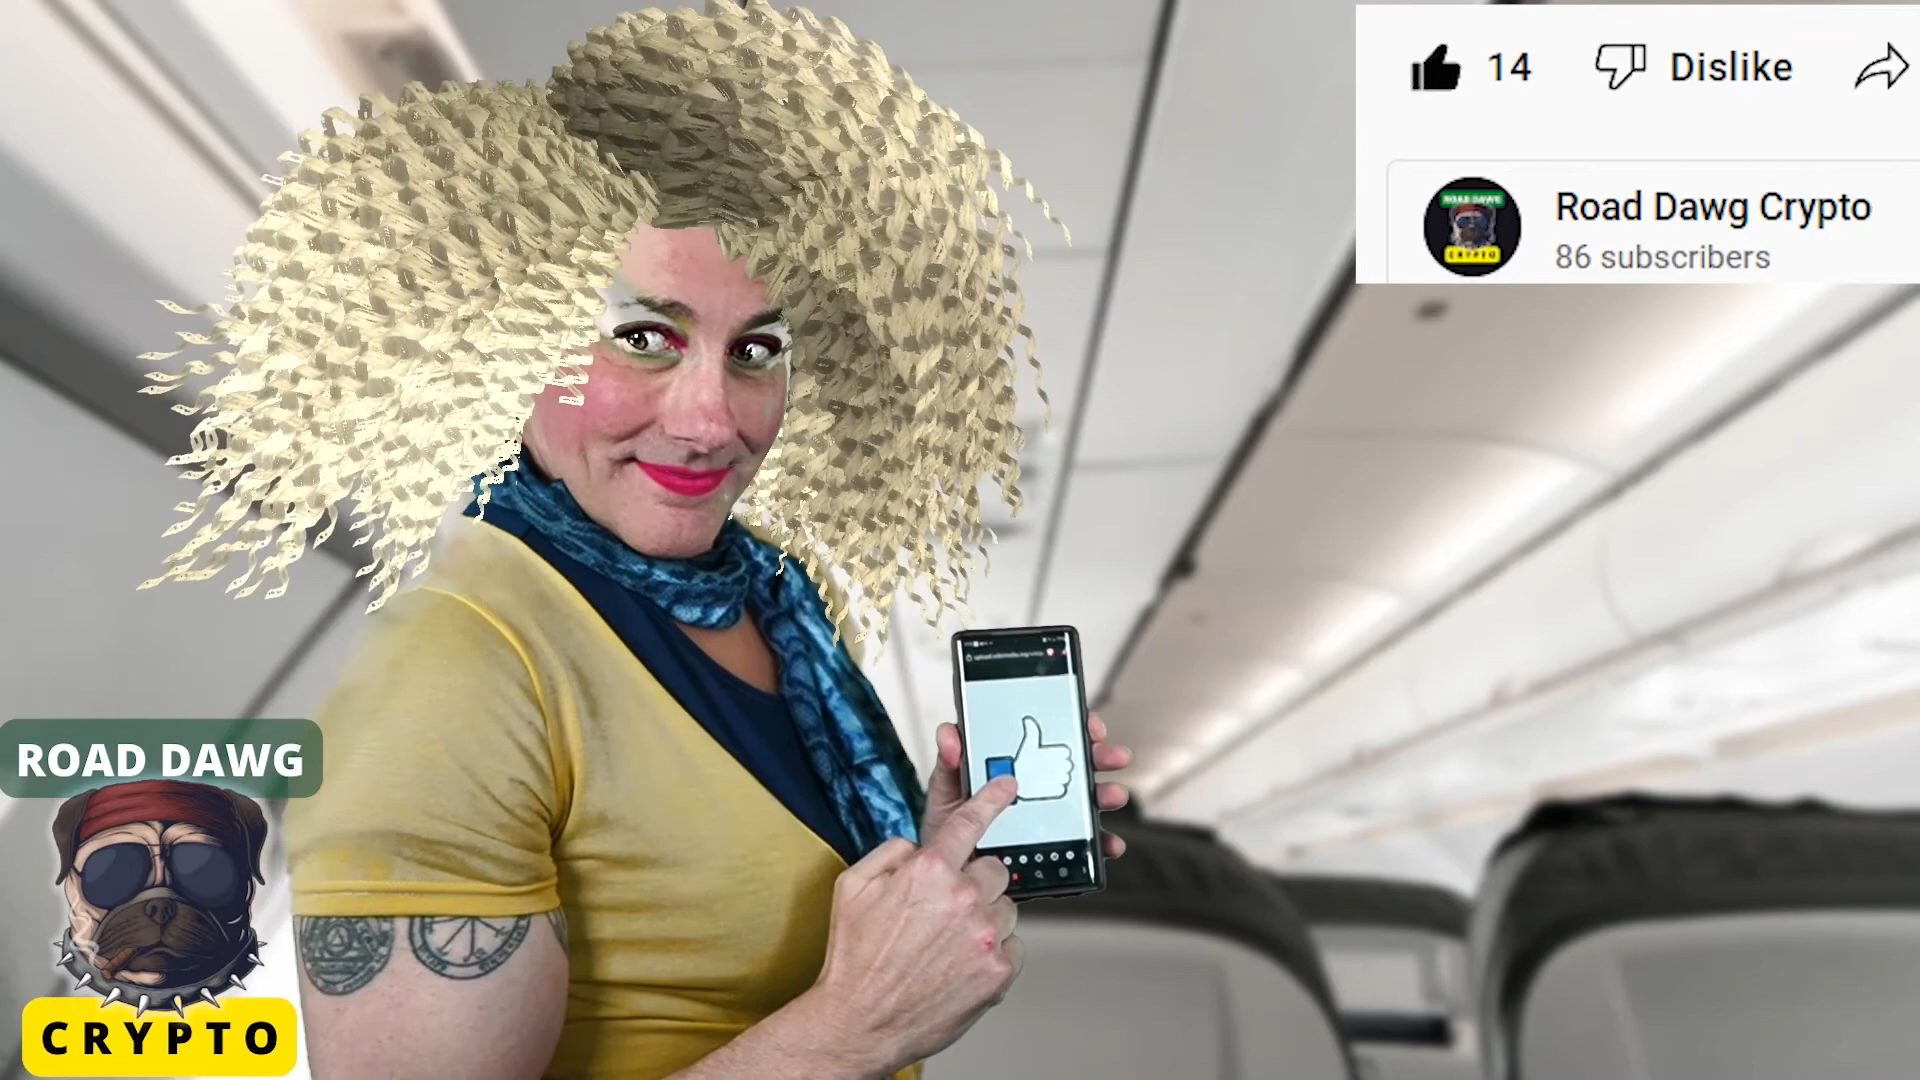 14 Dislike
Road Dawg Crypto
86 subscribers
ROAD DAWG
CRYPTO